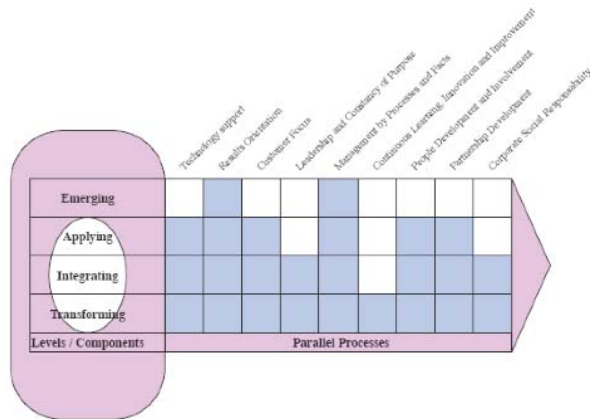 Technology support
Results Orientation
Customer Focus
Leadership and Constancy of Purpose
Management by Processes and Facts
Continuous Learning, Innovation and Improvement
People Development and Involvement
Partnership Development
Corporate Social Responsibility
Emerging
Applying
Integrating
Transforming
Levels / Components
Parallel Processes